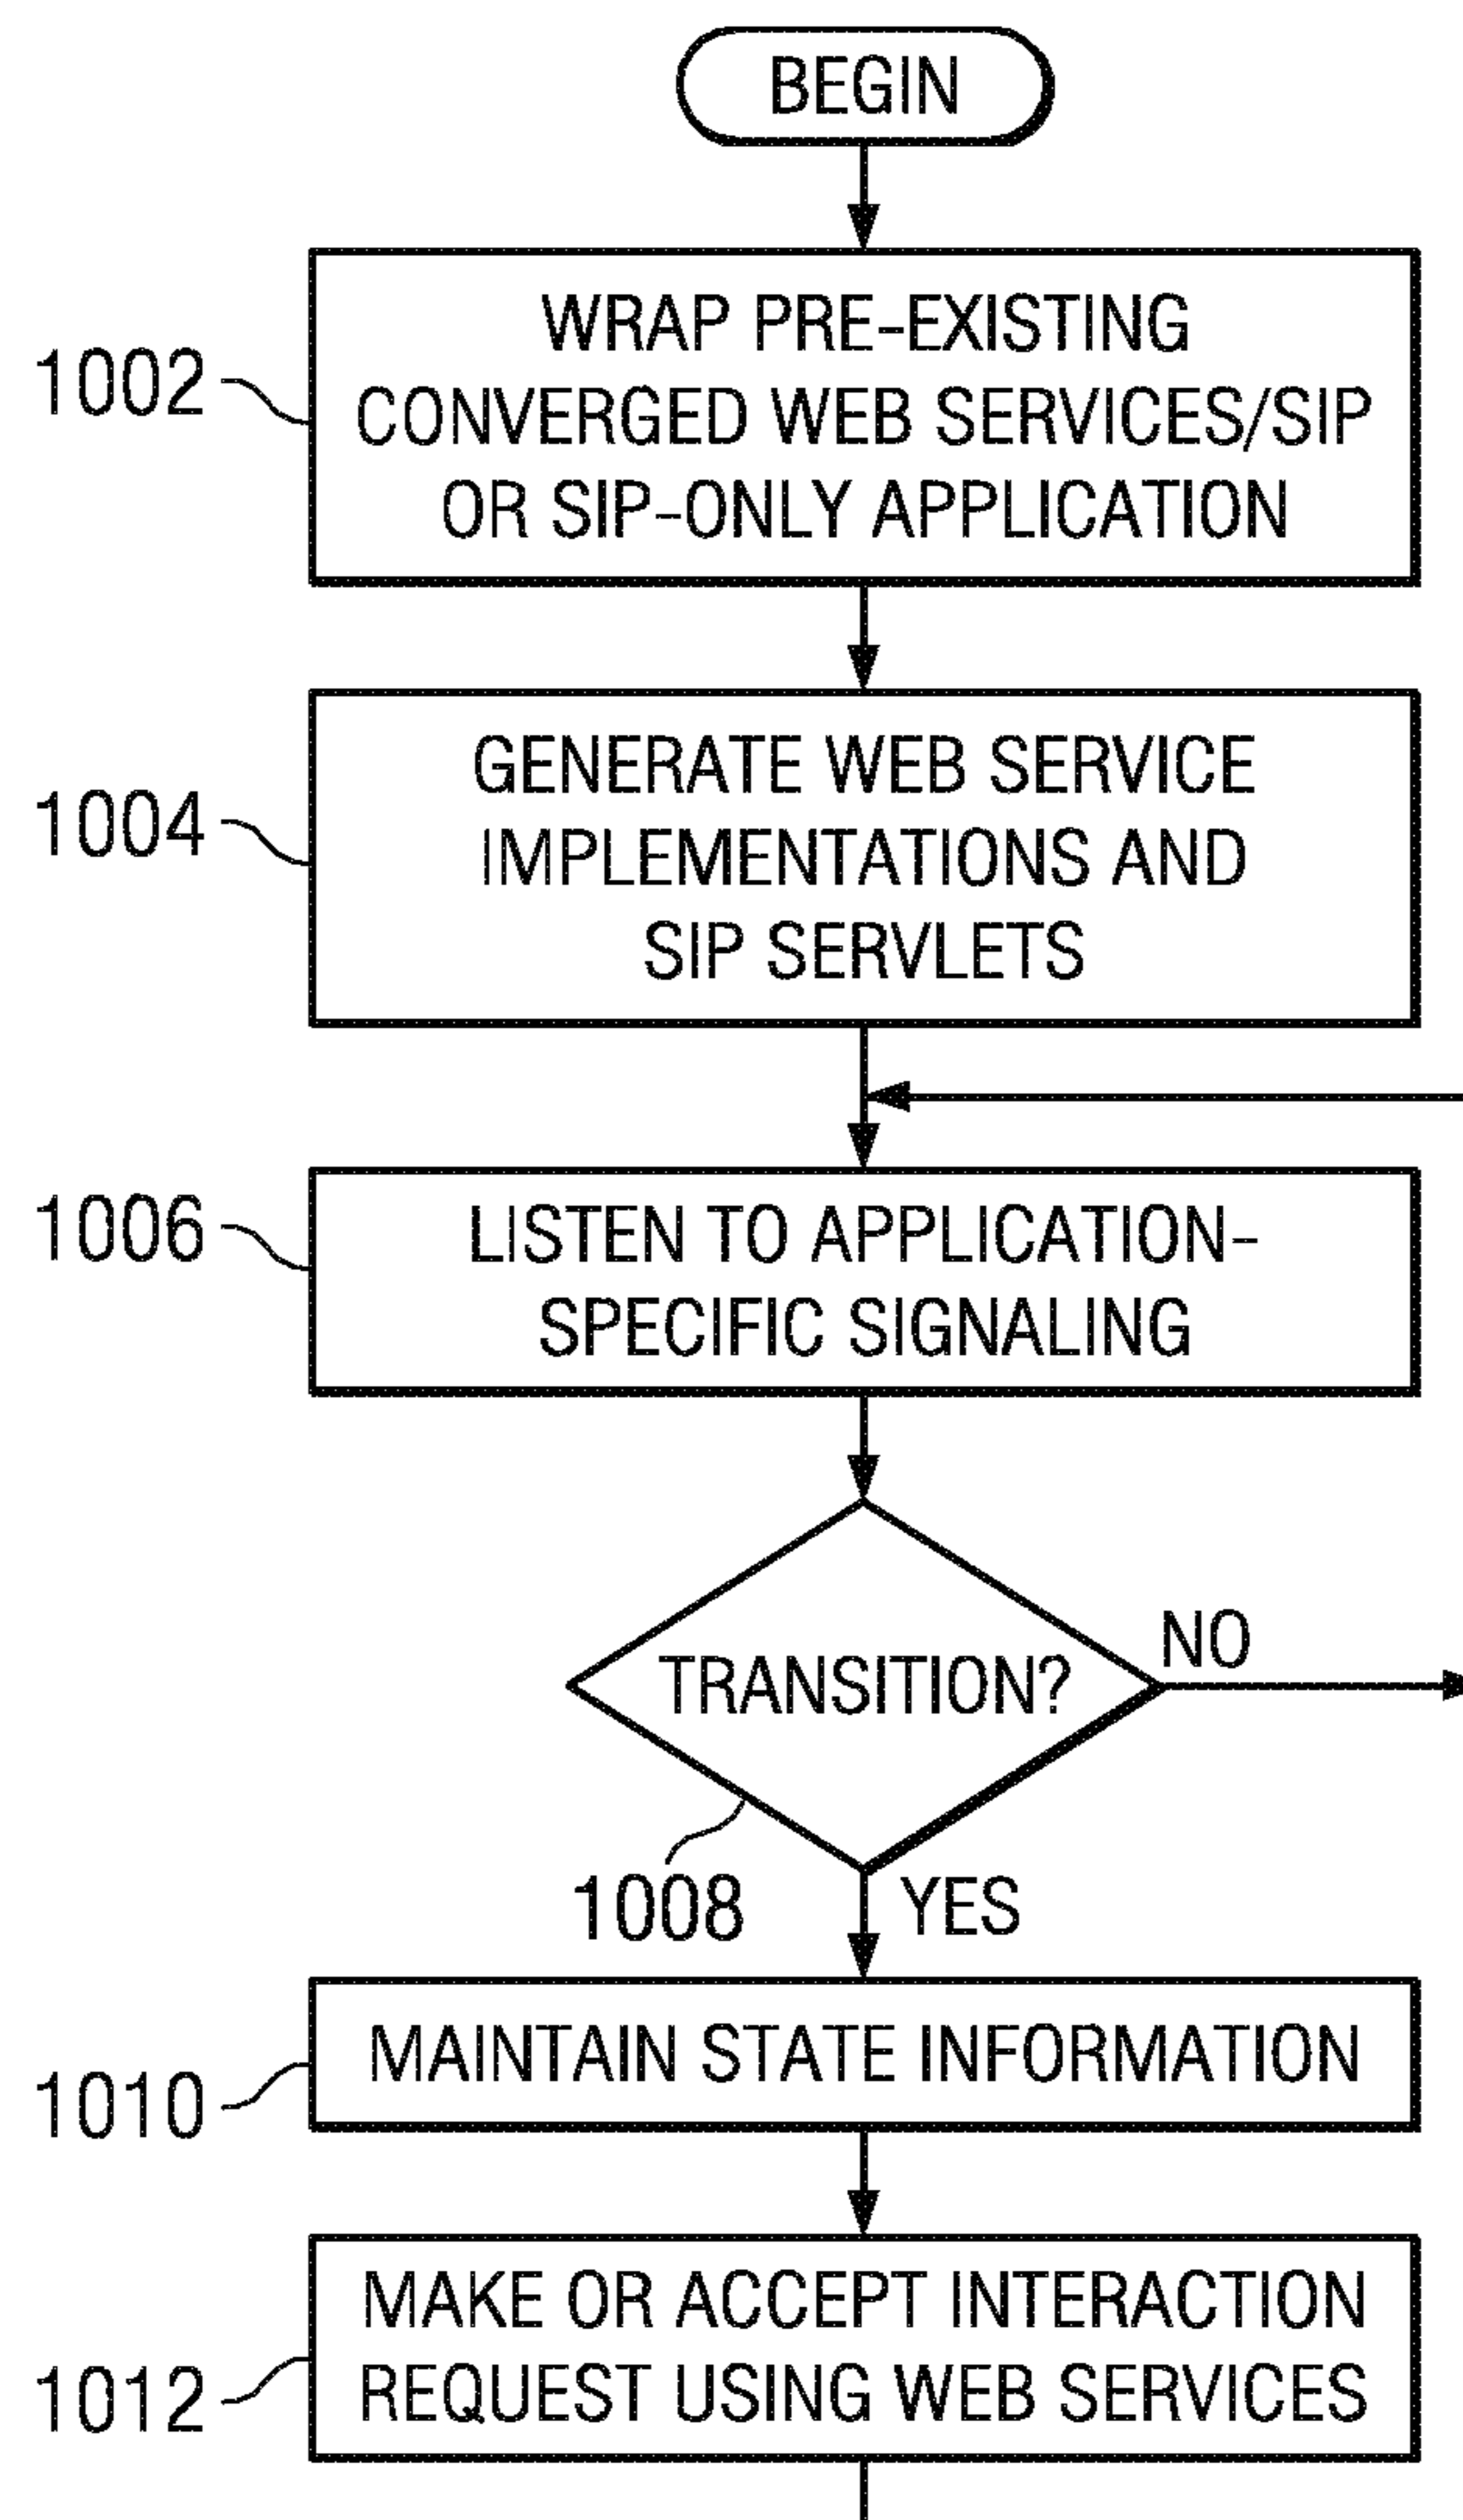 BEGIN
WRAP PRE-EXISTING
1002
CONVERGED WEB SERVICES/SIP
OR SIP-ONLY APPLICATION
GENERATE WEB SERVICE
1004
IMPLEMENTATIONS AND
SIP SERVLETS
1006
LISTEN TO APPLICATION-
SPECIFIC SIGNALING
TRANSITION?
NO
1008
YES
MAINTAIN STATE INFORMATION
1010
MAKE OR ACCEPT INTERACTION
REQUEST USING WEB SERVICES
1012